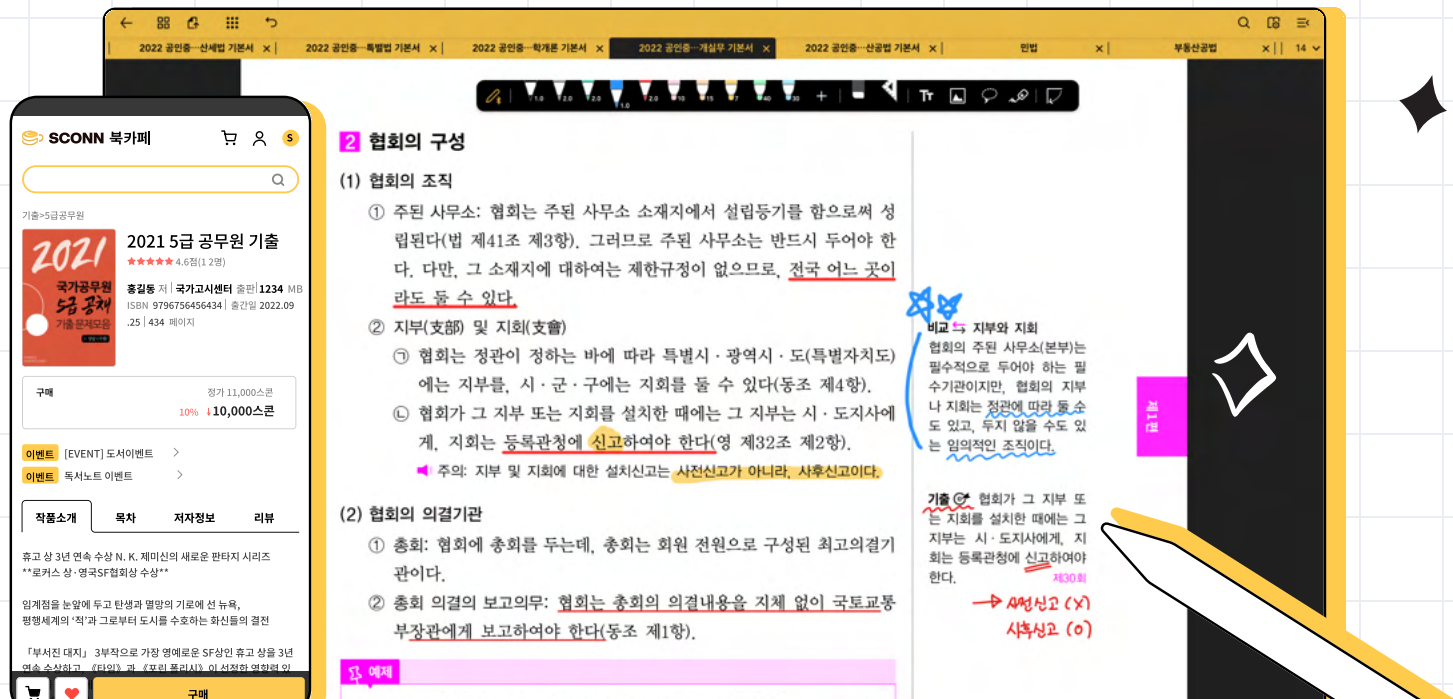 2022 공인중…산세법 기본서 ×
2022 공인중…특별법 기본서 ×
2022 공인중…학개론 기본서 ×
2022 공인중…개실무 기본서 ×
2022 공인중…산공법 기본서 ×
민법 ×
부동산공법 ×
14
SCONN 북카페
S
기출>5급공무원
2021
국가공무원
5급 공채
기출문제모음
2021 5급 공무원 기출
★★★★★ 4.6점(1 2명)
홍길동 저 | 국가고시센터 출판 | 1234 MB
ISBN 9796756456434 | 출간일 2022.09
.25 | 434 페이지
구매
정가 11,000스콘
10% ↓10,000스콘
이벤트 [EVENT] 도서이벤트 >
이벤트 독서노트 이벤트 >
작품소개 목차 저자정보 리뷰
휴고 상 3년 연속 수상 N. K. 제미신의 새로운 판타지 시리즈
**로커스 상·영국SF협회상 수상**
임계점을 눈앞에 두고 탄생과 멸망의 기로에 선 뉴욕,
평행세계의 ‘적’과 그로부터 도시를 수호하는 화신들의 결전
「부서진 대지」 3부작으로 가장 영예로운 SF상인 휴고 상을 3년
연속 수상하고, 《타임》과 《포린 폴리시》이 선정한 영향력 있
구매
1.0 2.0 2.0 1.0 2.0 10 15 7 40 30 + Tt
2 협회의 구성
(1) 협회의 조직
① 주된 사무소: 협회는 주된 사무소 소재지에서 설립등기를 함으로써 성
립된다(법 제41조 제3항). 그러므로 주된 사무소는 반드시 두어야 한
다. 다만, 그 소재지에 대하여는 제한규정이 없으므로, 전국 어느 곳이
라도 둘 수 있다.
② 지부(支部) 및 지회(支會)
㉠ 협회는 정관이 정하는 바에 따라 특별시·광역시·도(특별자치도)
에는 지부를, 시·군·구에는 지회를 둘 수 있다(동조 제4항).
㉡ 협회가 그 지부 또는 지회를 설치한 때에는 그 지부는 시·도지사에
게, 지회는 등록관청에 신고하여야 한다(영 제32조 제2항).
주의: 지부 및 지회에 대한 설치신고는 사전신고가 아니라, 사후신고이다.
(2) 협회의 의결기관
① 총회: 협회에 총회를 두는데, 총회는 회원 전원으로 구성된 최고의결기
관이다.
② 총회 의결의 보고의무: 협회는 총회의 의결내용을 지체 없이 국토교통
부장관에게 보고하여야 한다(동조 제1항).
예제
비교 ⇆ 지부와 지회
협회의 주된 사무소(본부)는
필수적으로 두어야 하는 필
수기관이지만, 협회의 지부
나 지회는 정관에 따라 둘 수
도 있고, 두지 않을 수도 있
는 임의적인 조직이다.
기출 협회가 그 지부 또
는 지회를 설치한 때에는 그
지부는 시·도지사에게, 지
회는 등록관청에 신고하여야
한다. 제30회
→ 사전신고 (X)
사후신고 (O)
제1편